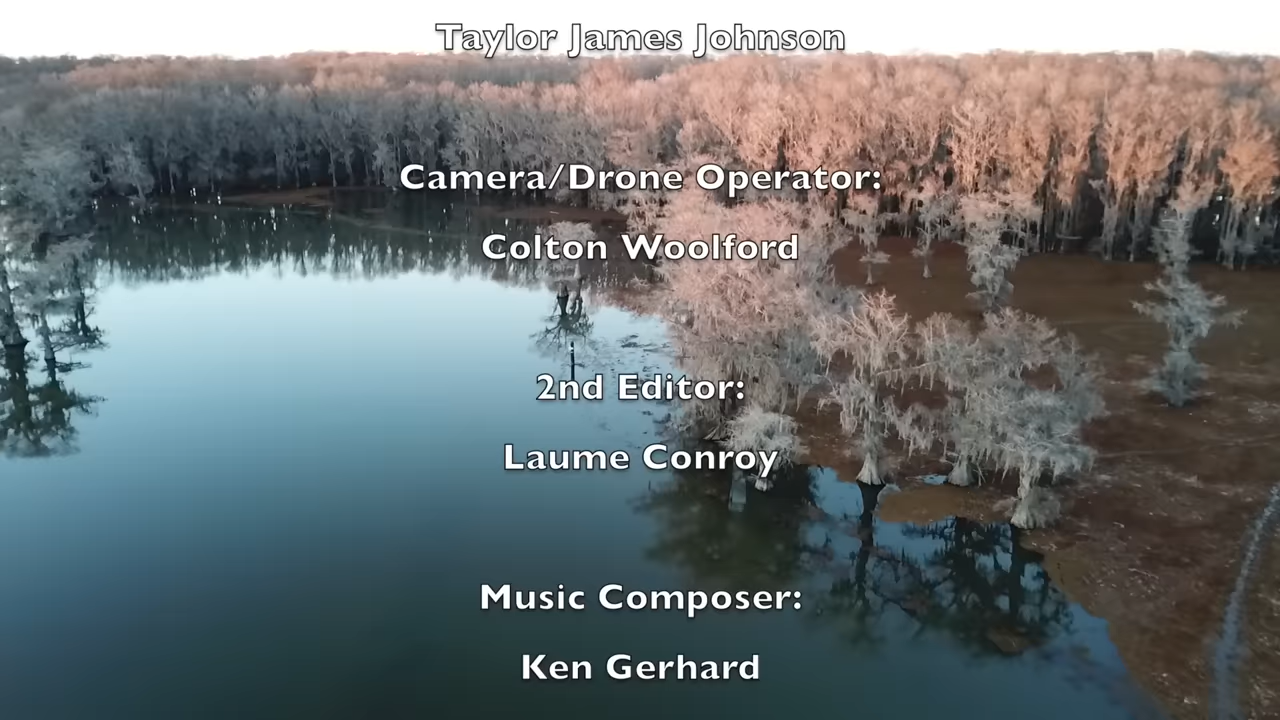 Taylor James Johnson
Camera/Drone Operator:
Colton Woolford
2nd Editor:
Laume Conroy
Music Composer:
Ken Gerhard